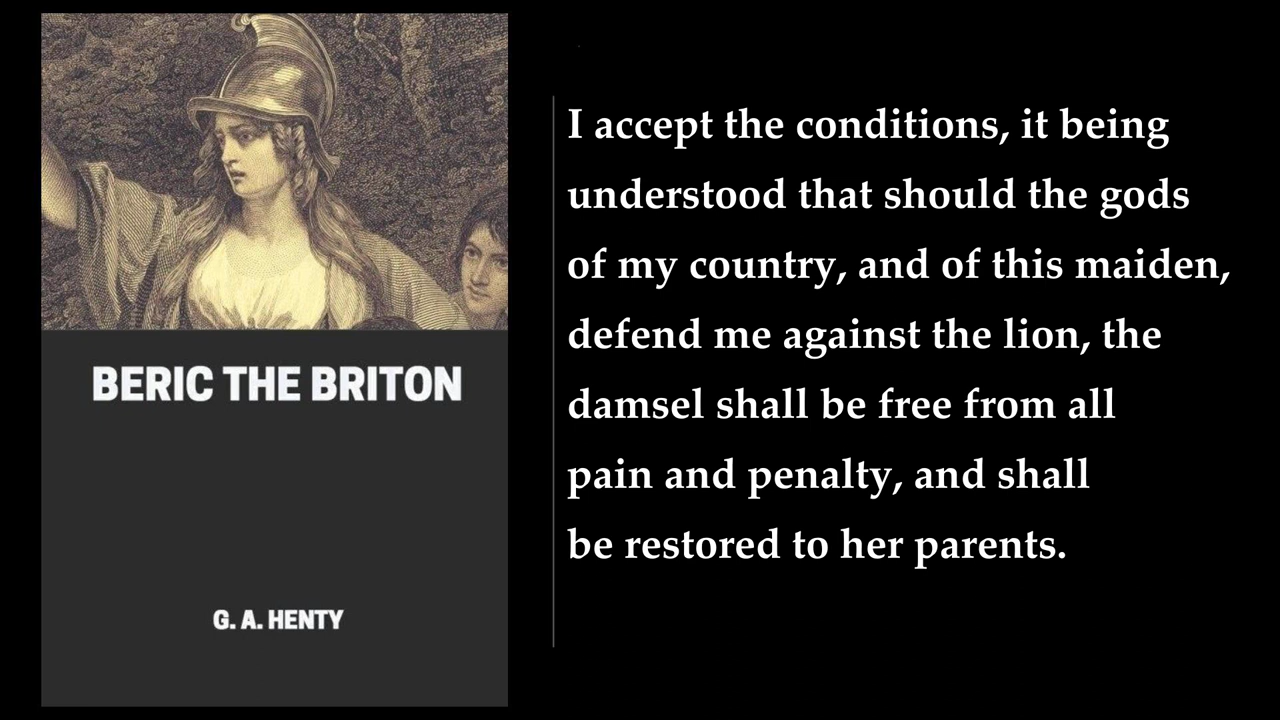 BERIC THE BRITON
G. A. HENTY
I accept the conditions, it being
understood that should the gods
of my country, and of this maiden,
defend me against the lion, the
damsel shall be free from all
pain and penalty, and shall
be restored to her parents.